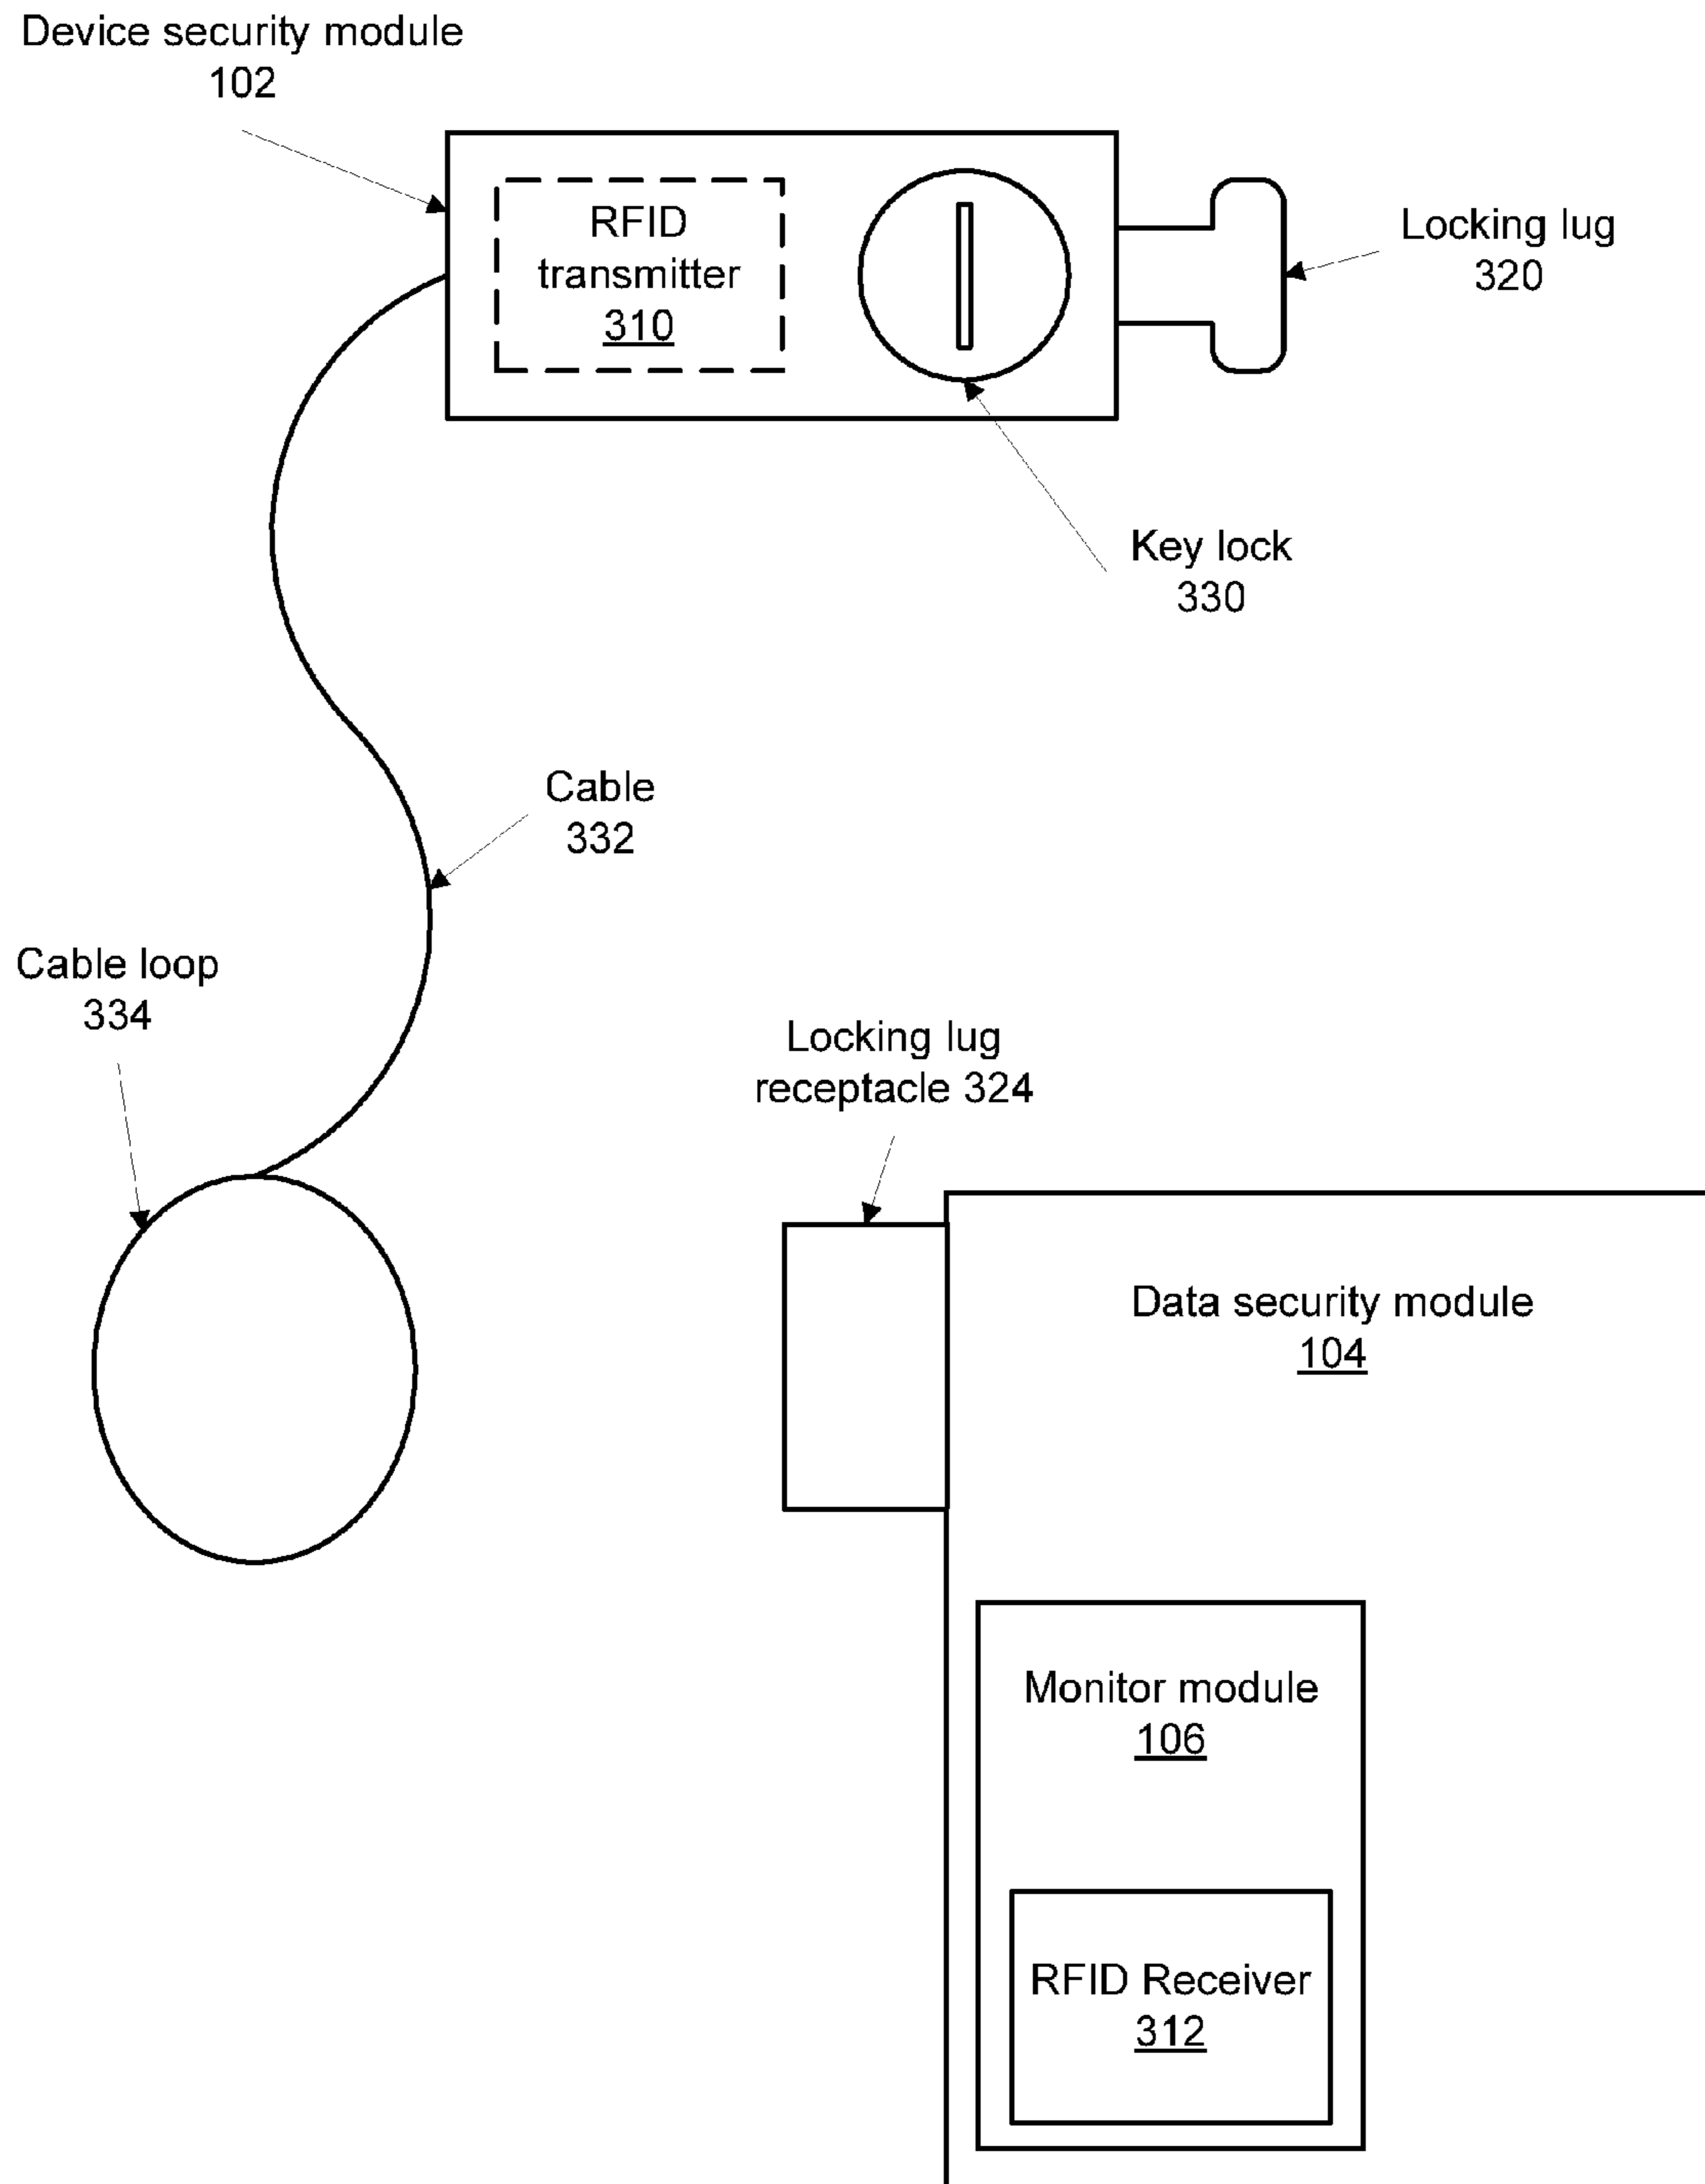 Device security module
102
RFID
transmitter
310
Locking lug
320
Key lock
330
Cable
332
Cable loop
334
Locking lug
receptacle 324
Data security module
104
Monitor module
106
RFID Receiver
312